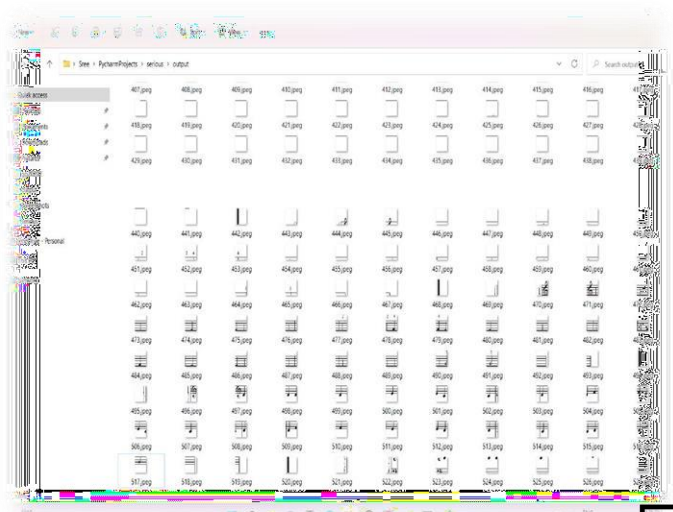 Sree › PycharmProjects › serious › output
Search output
407.jpeg 408.jpeg 409.jpeg 410.jpeg 411.jpeg 412.jpeg 413.jpeg 414.jpeg 415.jpeg 416.jpeg
Quick access
418.jpeg 419.jpeg 420.jpeg 421.jpeg 422.jpeg 423.jpeg 424.jpeg 425.jpeg 426.jpeg 427.jpeg
429.jpeg 430.jpeg 431.jpeg 432.jpeg 433.jpeg 434.jpeg 435.jpeg 436.jpeg 437.jpeg 438.jpeg
440.jpeg 441.jpeg 442.jpeg 443.jpeg 444.jpeg 445.jpeg 446.jpeg 447.jpeg 448.jpeg 449.jpeg
Personal
451.jpeg 452.jpeg 453.jpeg 454.jpeg 455.jpeg 456.jpeg 457.jpeg 458.jpeg 459.jpeg 460.jpeg
462.jpeg 463.jpeg 464.jpeg 465.jpeg 466.jpeg 467.jpeg 468.jpeg 469.jpeg 470.jpeg 471.jpeg
473.jpeg 474.jpeg 475.jpeg 476.jpeg 477.jpeg 478.jpeg 479.jpeg 480.jpeg 481.jpeg 482.jpeg
484.jpeg 485.jpeg 486.jpeg 487.jpeg 488.jpeg 489.jpeg 490.jpeg 491.jpeg 492.jpeg 493.jpeg
495.jpeg 496.jpeg 497.jpeg 498.jpeg 499.jpeg 500.jpeg 501.jpeg 502.jpeg 503.jpeg 504.jpeg
506.jpeg 507.jpeg 508.jpeg 509.jpeg 510.jpeg 511.jpeg 512.jpeg 513.jpeg 514.jpeg 515.jpeg
517.jpeg 518.jpeg 519.jpeg 520.jpeg 521.jpeg 522.jpeg 523.jpeg 524.jpeg 525.jpeg 526.jpeg